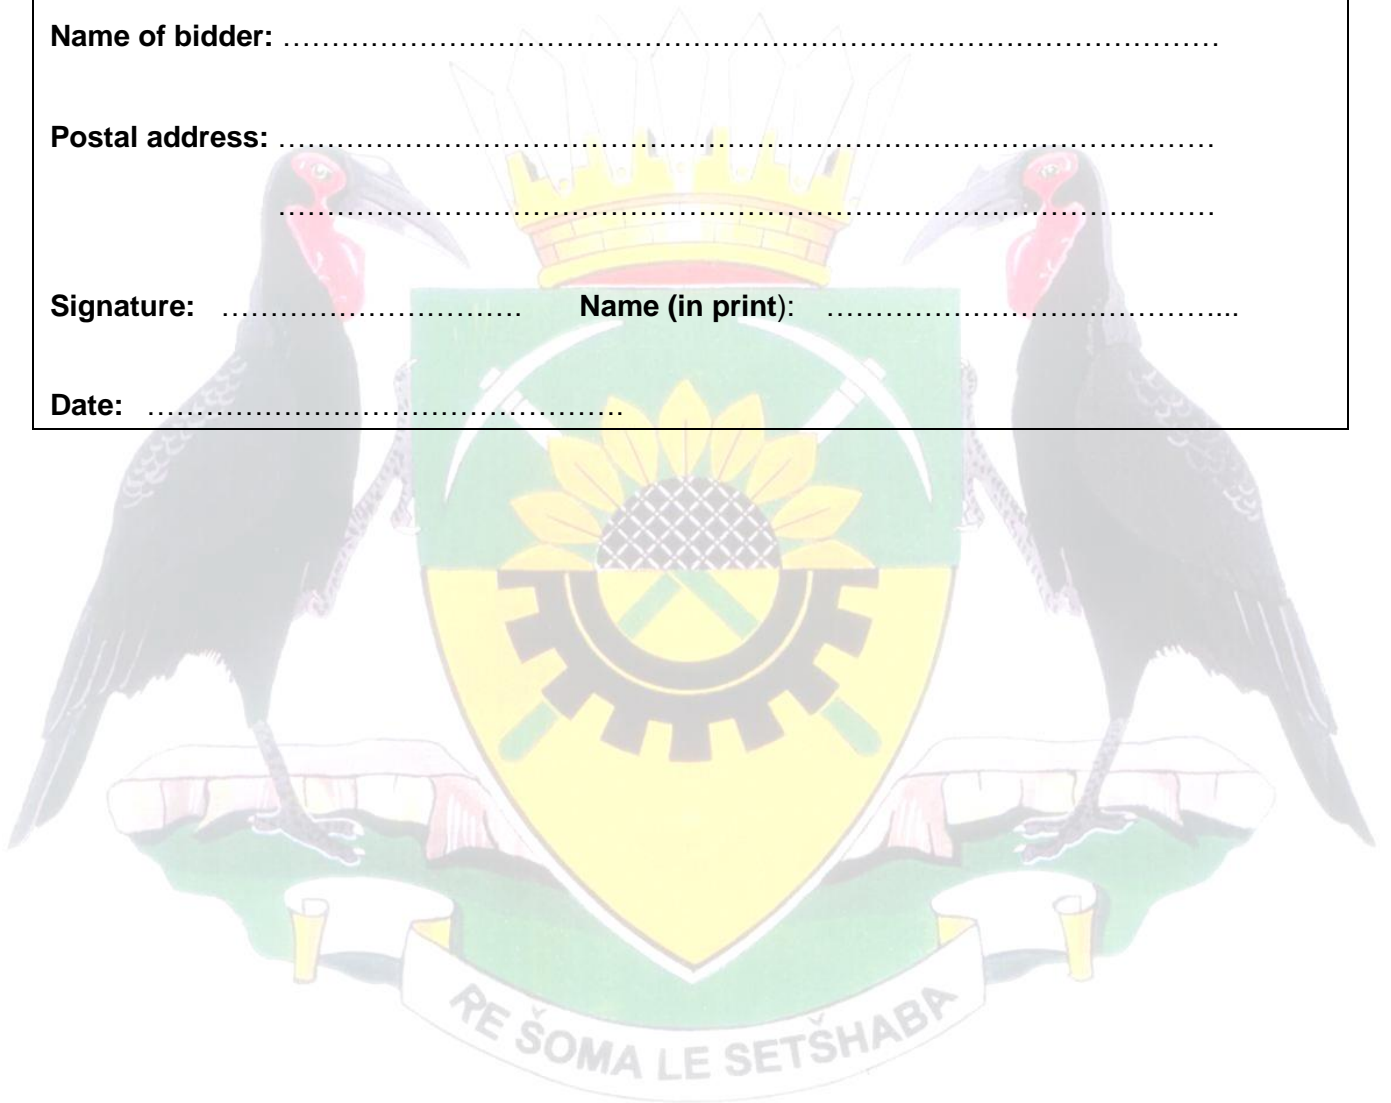 Name of bidder: ……………………………………………………………………………………
Postal address: ……………………………………………………………………………………
……………………………………………………………………………………
Signature: …………………………. Name (in print): …………………………………...
Date: ………………………………………….
RE ŠOMA LE SETŠHABA